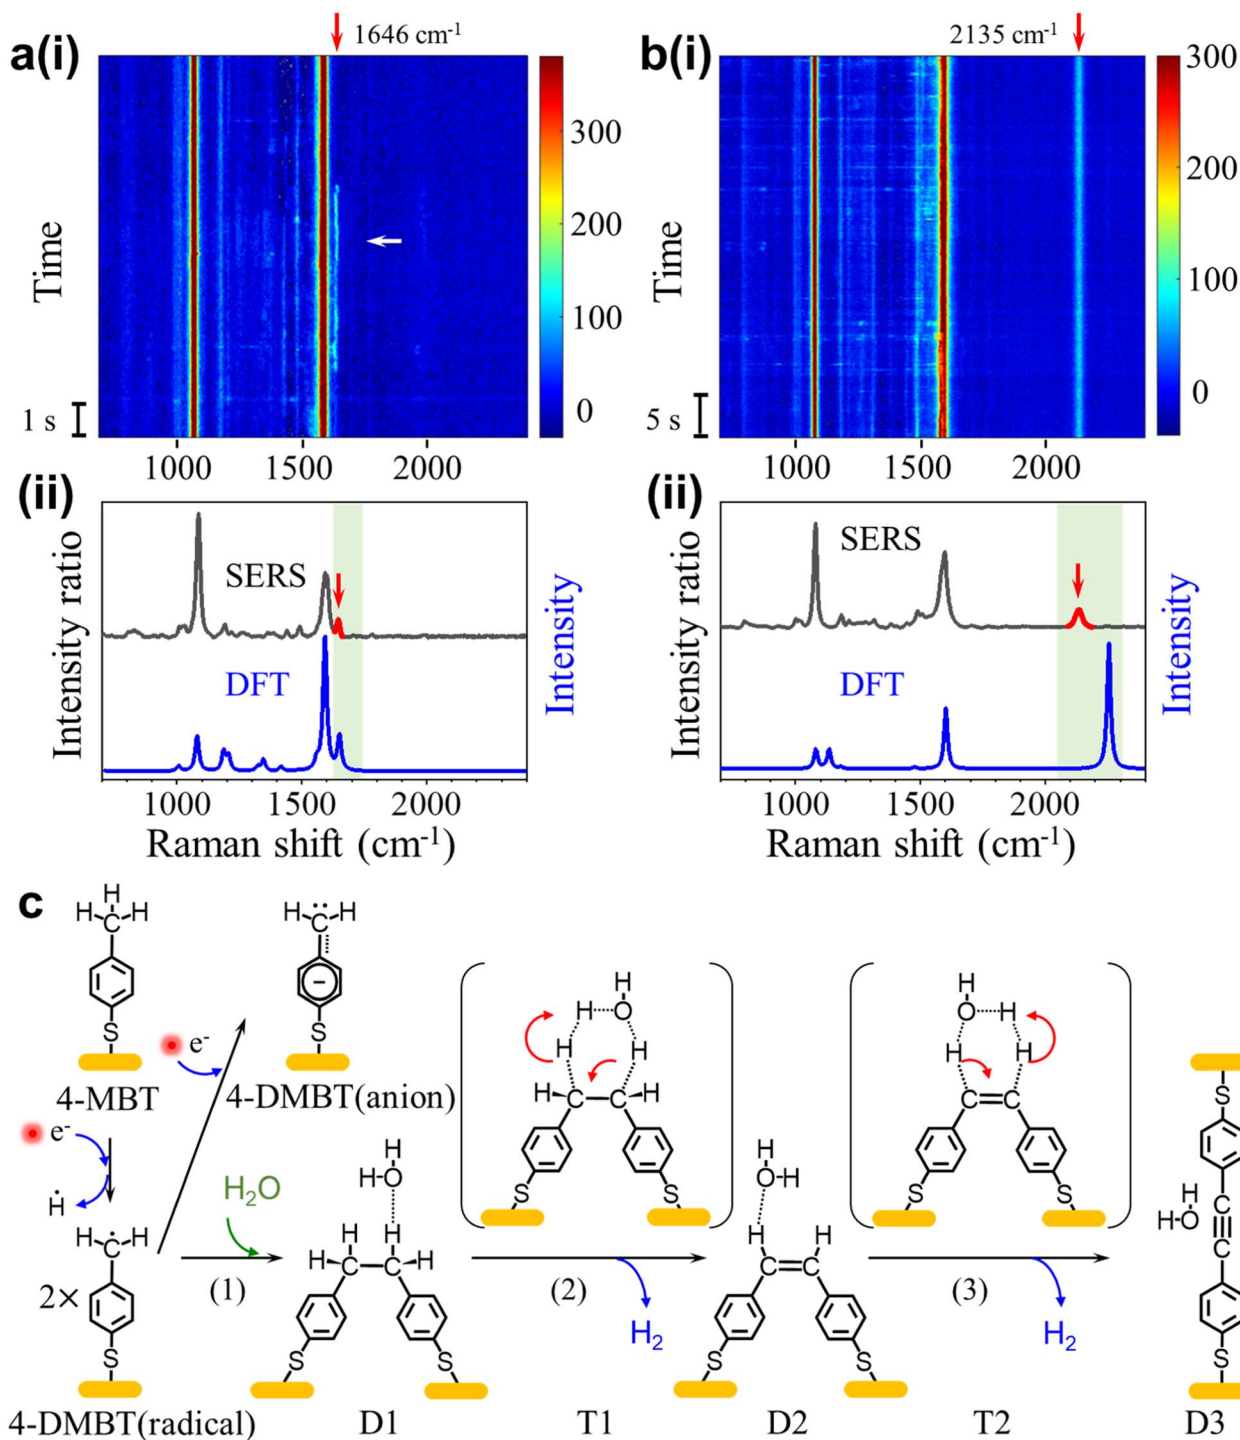 a(i)
1646 cm-1
Time
1 s
1000
1500
2000
300
200
100
0
b(i)
2135 cm-1
Time
5 s
1000
1500
2000
300
200
100
0
(ii)
Intensity ratio
SERS
DFT
Intensity
1000
1500
2000
Raman shift (cm-1)
(ii)
Intensity ratio
SERS
DFT
Intensity
1000
1500
2000
Raman shift (cm-1)
c
H
H C H
S
4-MBT
H C H
−
S
e-
4-DMBT(anion)
e-
H
H C H
2×
S
4-DMBT(radical)
H2O
(1)
H
H-O
H H
H C C H
S S
D1
H
H O
H H
H C C H
S S
(2)
H2
T1
H
H-O
H H
C C
S S
D2
H
O H
H H
C C
S S
(3)
H2
T2
S
H
H-O
C
C
S
D3